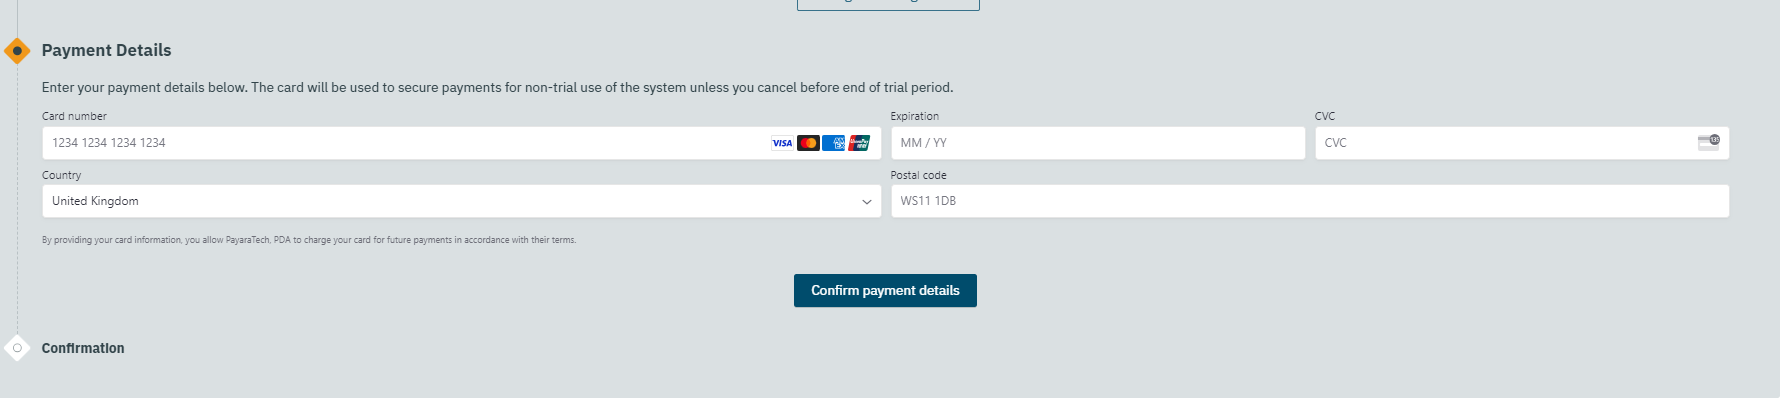 Payment Details
Enter your payment details below. The card will be used to secure payments for non-trial use of the system unless you cancel before end of trial period.
Card number
Expiration
CVC
1234 1234 1234 1234
VISA
AMEX
UnionPay
MM / YY
CVC
135
Country
Postal code
United Kingdom
WS11 1DB
By providing your card information, you allow PayaraTech, PDA to charge your card for future payments in accordance with their terms.
Confirm payment details
Confirmation